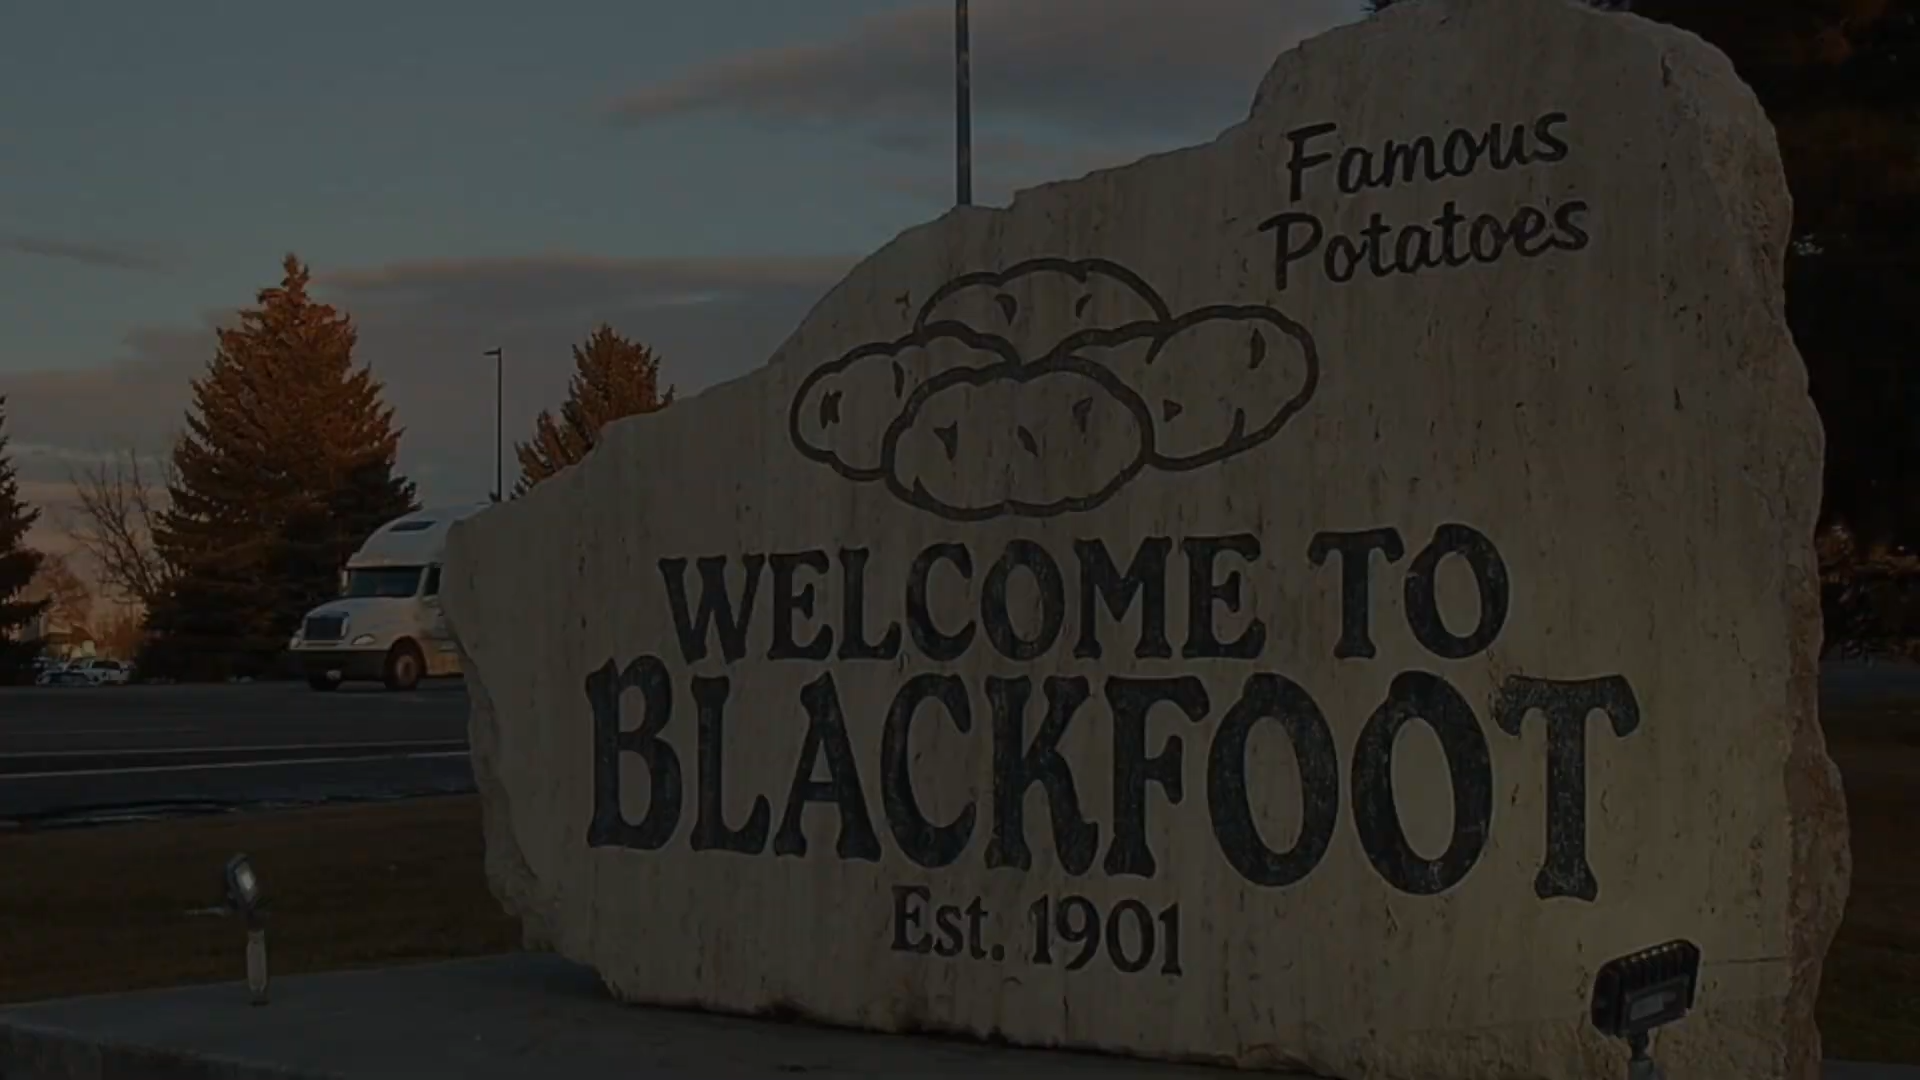 Famous
Potatoes
WELCOME TO
BLACKFOOT
Est. 1901